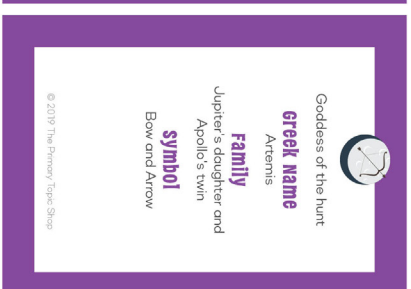 Goddess of the hunt
Greek Name
Artemis
Family
Jupiter's daughter and
Apollo's twin
Symbol
Bow and Arrow
© 2019 The Primary Topic Shop